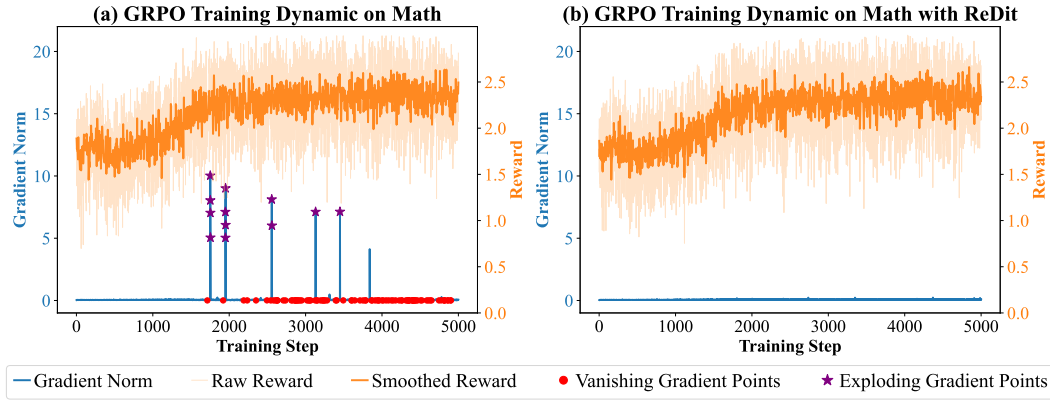 (a) GRPO Training Dynamic on Math
20
15
10
5
0
Gradient Norm
2.5
2.0
1.5
1.0
0.5
0.0
Reward
0 1000 2000 3000 4000 5000
Training Step
(b) GRPO Training Dynamic on Math with ReDit
20
15
10
5
0
Gradient Norm
2.5
2.0
1.5
1.0
0.5
0.0
Reward
0 1000 2000 3000 4000 5000
Training Step
Gradient Norm Raw Reward Smoothed Reward Vanishing Gradient Points Exploding Gradient Points